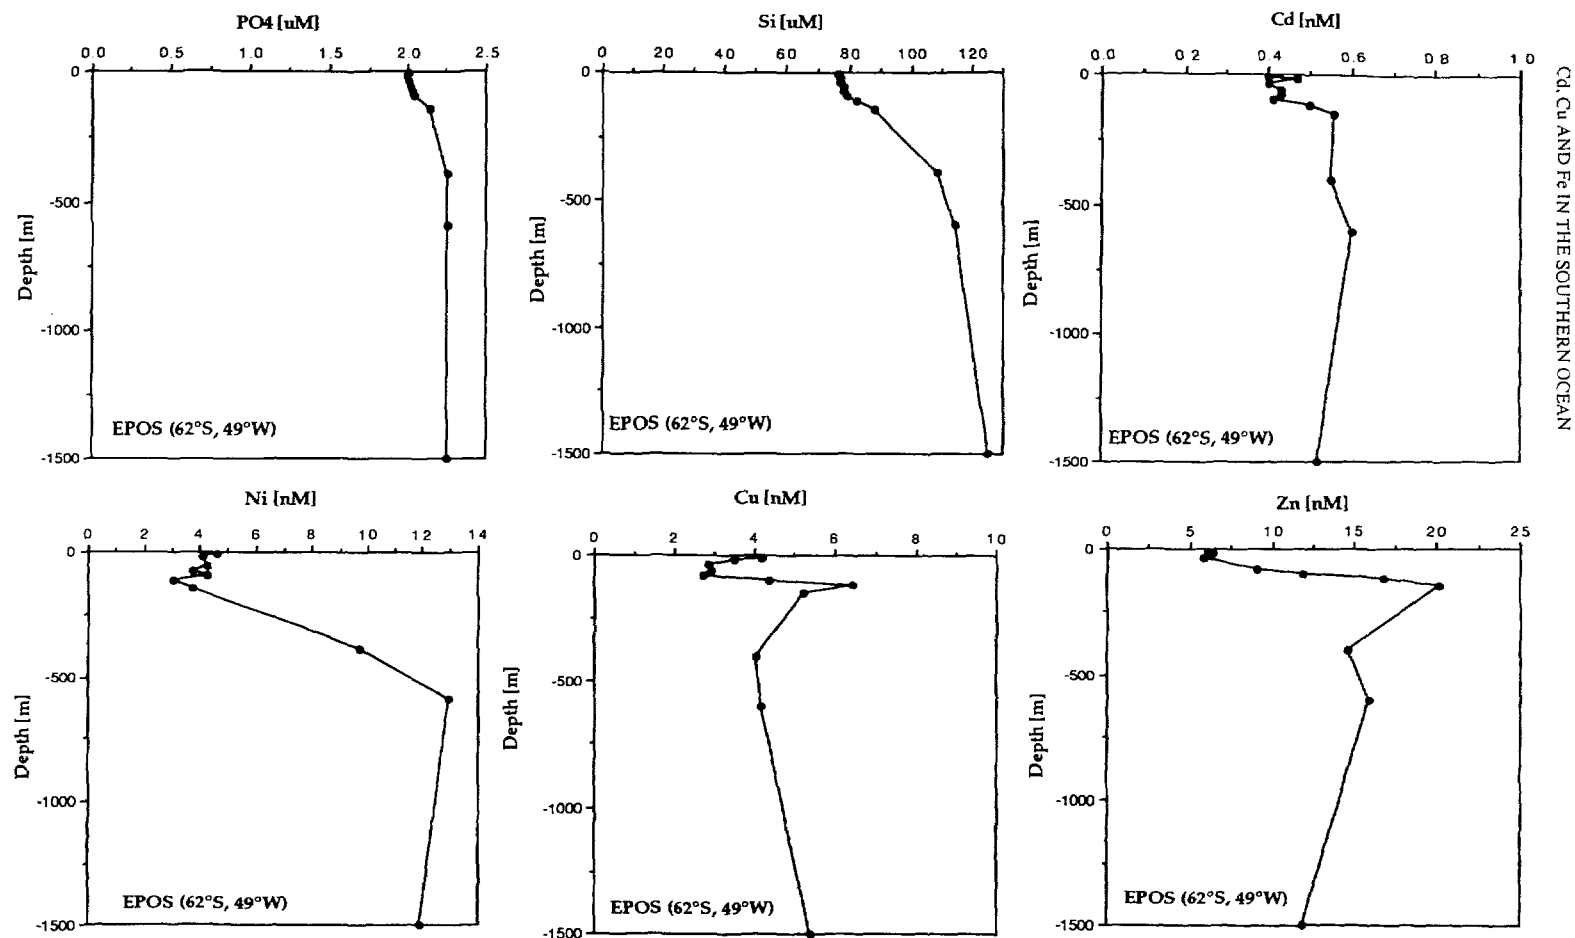 PO4 [uM]
0.0 0.5 1.0 1.5 2.0 2.5
0
-500
-1000
-1500
Depth [m]
EPOS (62°S, 49°W)
Si [uM]
0 20 40 60 80 100 120
0
-500
-1000
-1500
Depth [m]
EPOS (62°S, 49°W)
Cd [nM]
0.0 0.2 0.4 0.6 0.8 1.0
0
-500
-1000
-1500
Depth [m]
EPOS (62°S, 49°W)
Cd, Cu AND Fe IN THE SOUTHERN OCEAN
Ni [nM]
0 2 4 6 8 10 12 14
0
-500
-1000
-1500
Depth [m]
EPOS (62°S, 49°W)
Cu [nM]
0 2 4 6 8 10
0
-500
-1000
-1500
Depth [m]
EPOS (62°S, 49°W)
Zn [nM]
0 5 10 15 20 25
0
-500
-1000
-1500
Depth [m]
EPOS (62°S, 49°W)